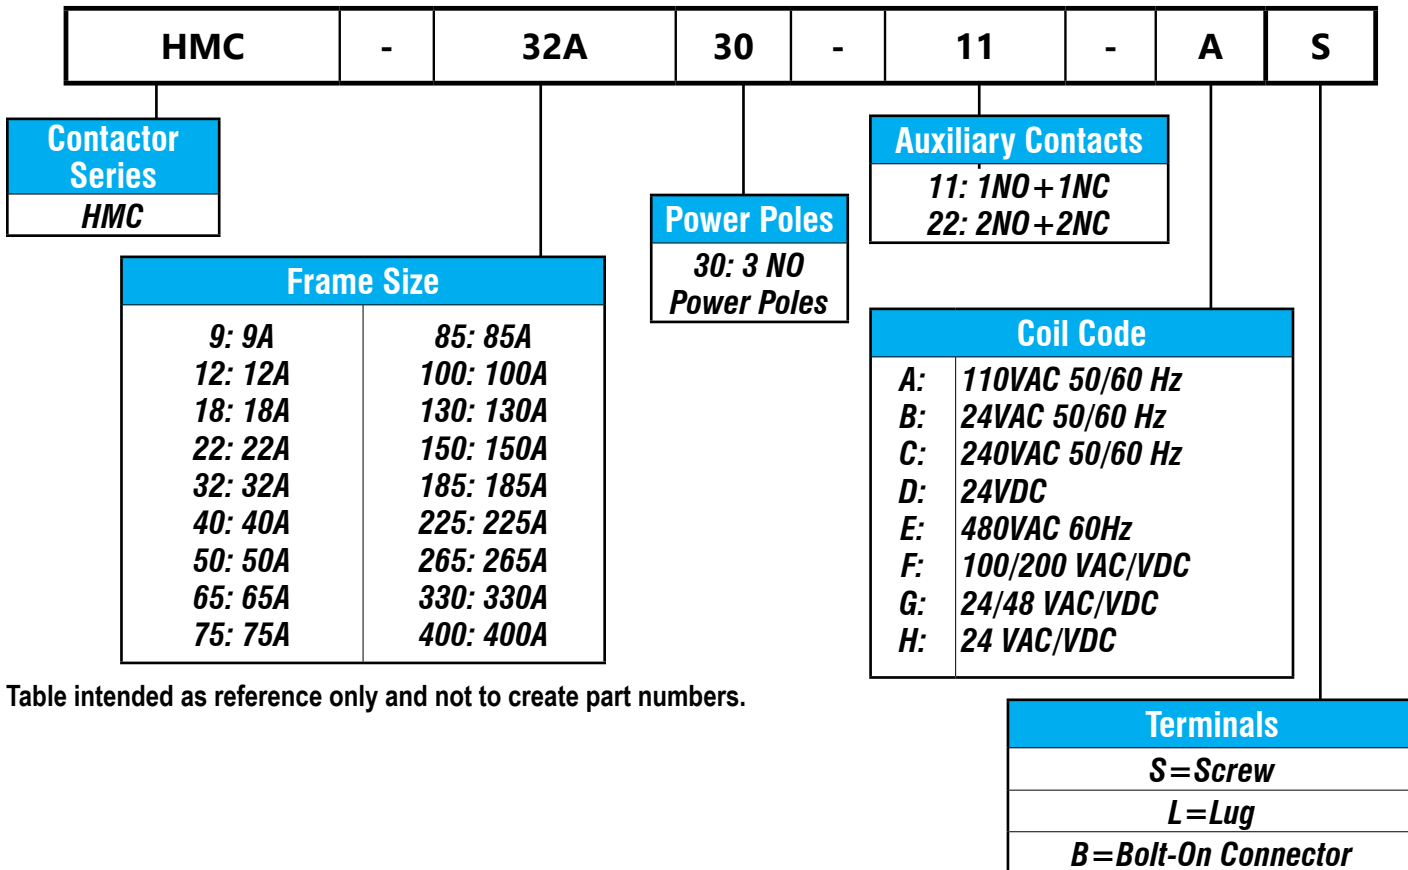 HMC - 32A 30 - 11 - A S
Contactor
Series
HMC
Frame Size
9: 9A 85: 85A
12: 12A 100: 100A
18: 18A 130: 130A
22: 22A 150: 150A
32: 32A 185: 185A
40: 40A 225: 225A
50: 50A 265: 265A
65: 65A 330: 330A
75: 75A 400: 400A
Power Poles
30: 3 NO
Power Poles
Auxiliary Contacts
11: 1NO+1NC
22: 2NO+2NC
Coil Code
A: 110VAC 50/60 Hz
B: 24VAC 50/60 Hz
C: 240VAC 50/60 Hz
D: 24VDC
E: 480VAC 60Hz
F: 100/200 VAC/VDC
G: 24/48 VAC/VDC
H: 24 VAC/VDC
Table intended as reference only and not to create part numbers.
Terminals
S=Screw
L=Lug
B=Bolt-On Connector